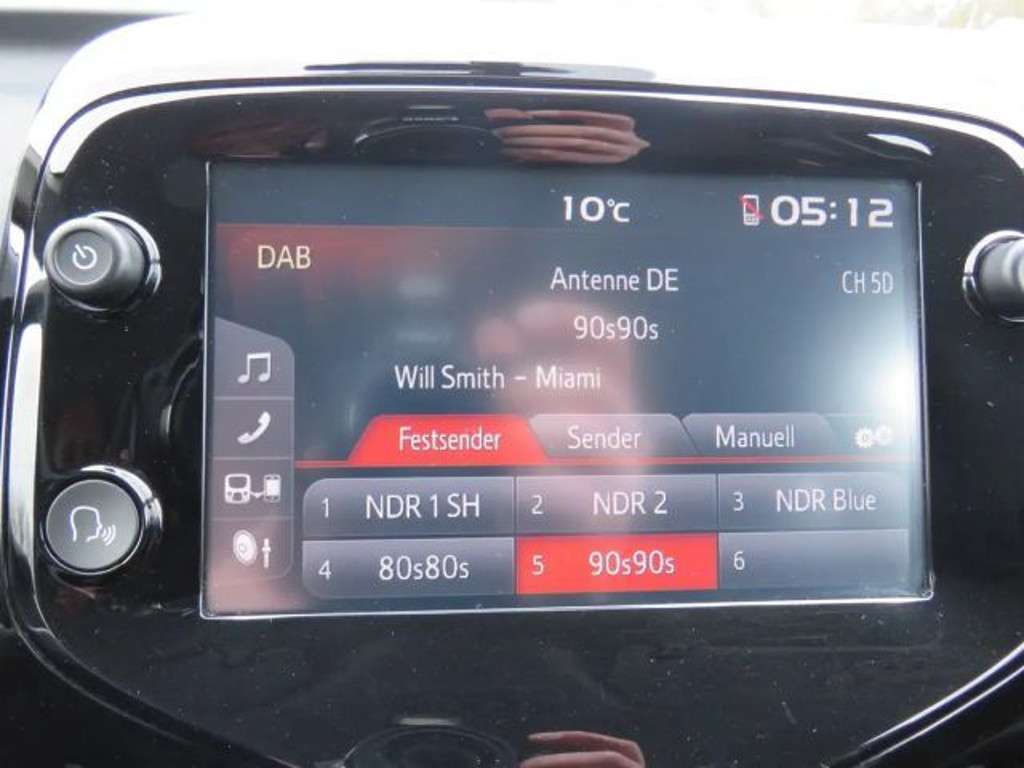 10°C 05:12
DAB
Antenne DE CH 5D
90s90s
Will Smith - Miami
Festsender Sender Manuell
1 NDR 1 SH 2 NDR 2 3 NDR Blue
4 80s80s 5 90s90s 6